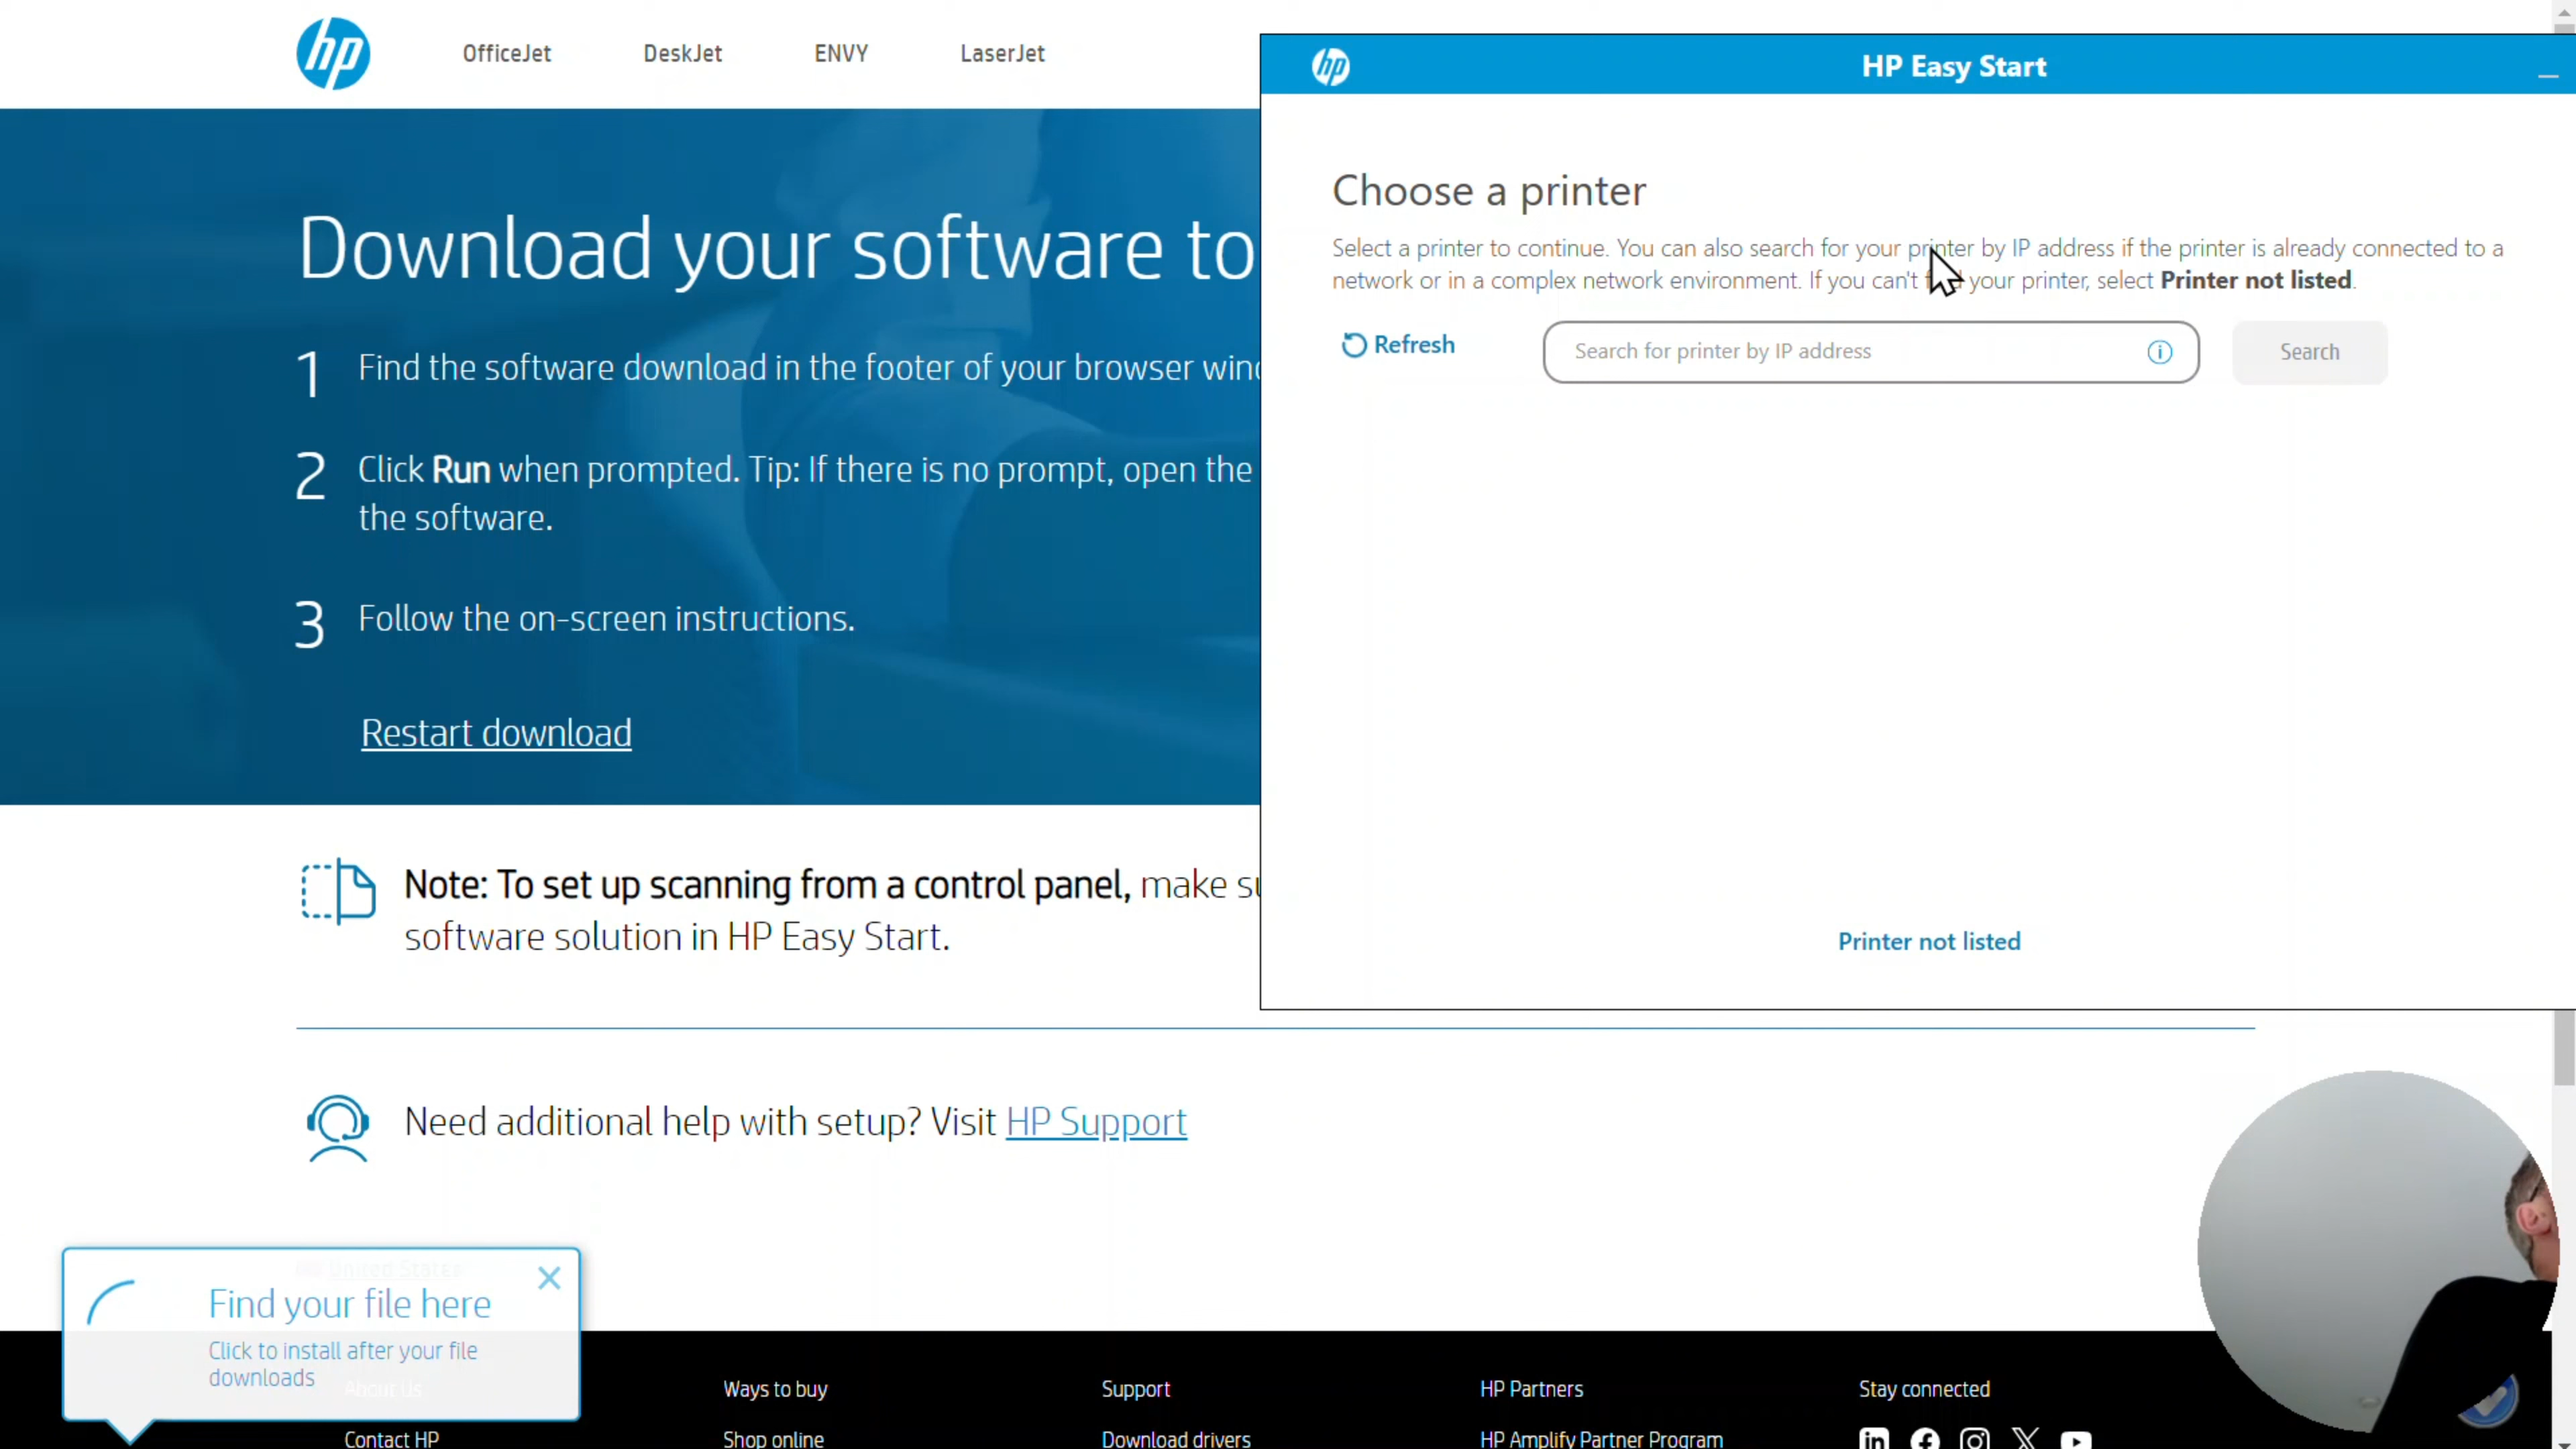 hp
OfficeJet
DeskJet
ENVY
LaserJet
Download your software to
1
Find the software download in the footer of your browser
2
Click Run when prompted. Tip: If there is no prompt, open the
the software.
3
Follow the on-screen instructions.
Restart download
Note: To set up scanning from a control panel, make
software solution in HP Easy Start.
Need additional help with setup? Visit HP Support
hp
HP Easy Start
Choose a printer
Select a printer to continue. You can also search for your printer by IP address if the printer is already connected to a
network or in a complex network environment. If you can't your printer, select Printer not listed.
Refresh
Search for printer by IP address
Search
Printer not listed
United States
Find your file here
Click to install after your file
downloads
About Us
Contact HP
Ways to buy
Shop online
Support
Download drivers
HP Partners
HP Amplify Partner Program
Stay connected